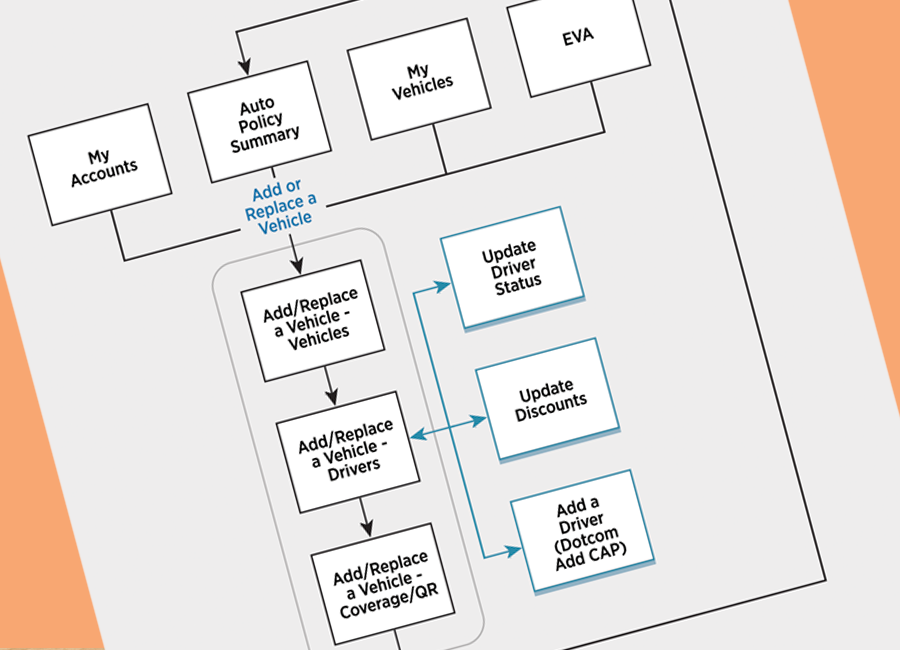 EVA
My
Vehicles
Auto
Policy
Summary
My
Accounts
Add or
Replace a
Vehicle
Add/Replace
a Vehicle -
Vehicles
Update
Driver
Status
Add/Replace
a Vehicle -
Drivers
Update
Discounts
Add/Replace
a Vehicle -
Coverage/QR
Add a
Driver
(Dotcom
Add CAP)